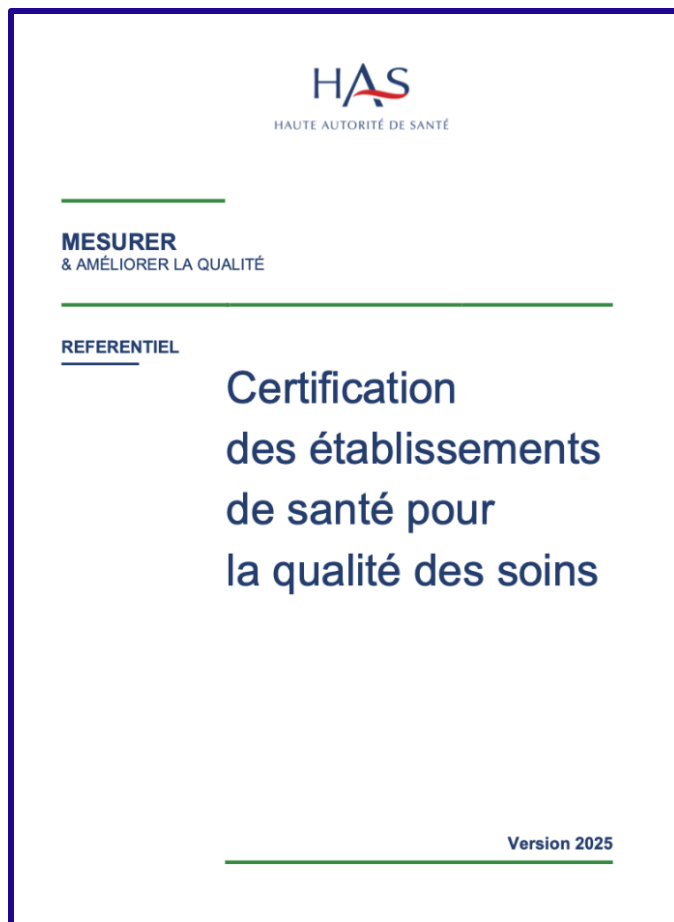 HAS
HAUTE AUTORITÉ DE SANTÉ
MESURER
& AMÉLIORER LA QUALITÉ
REFERENTIEL
Certification
des établissements
de santé pour
la qualité des soins
Version 2025